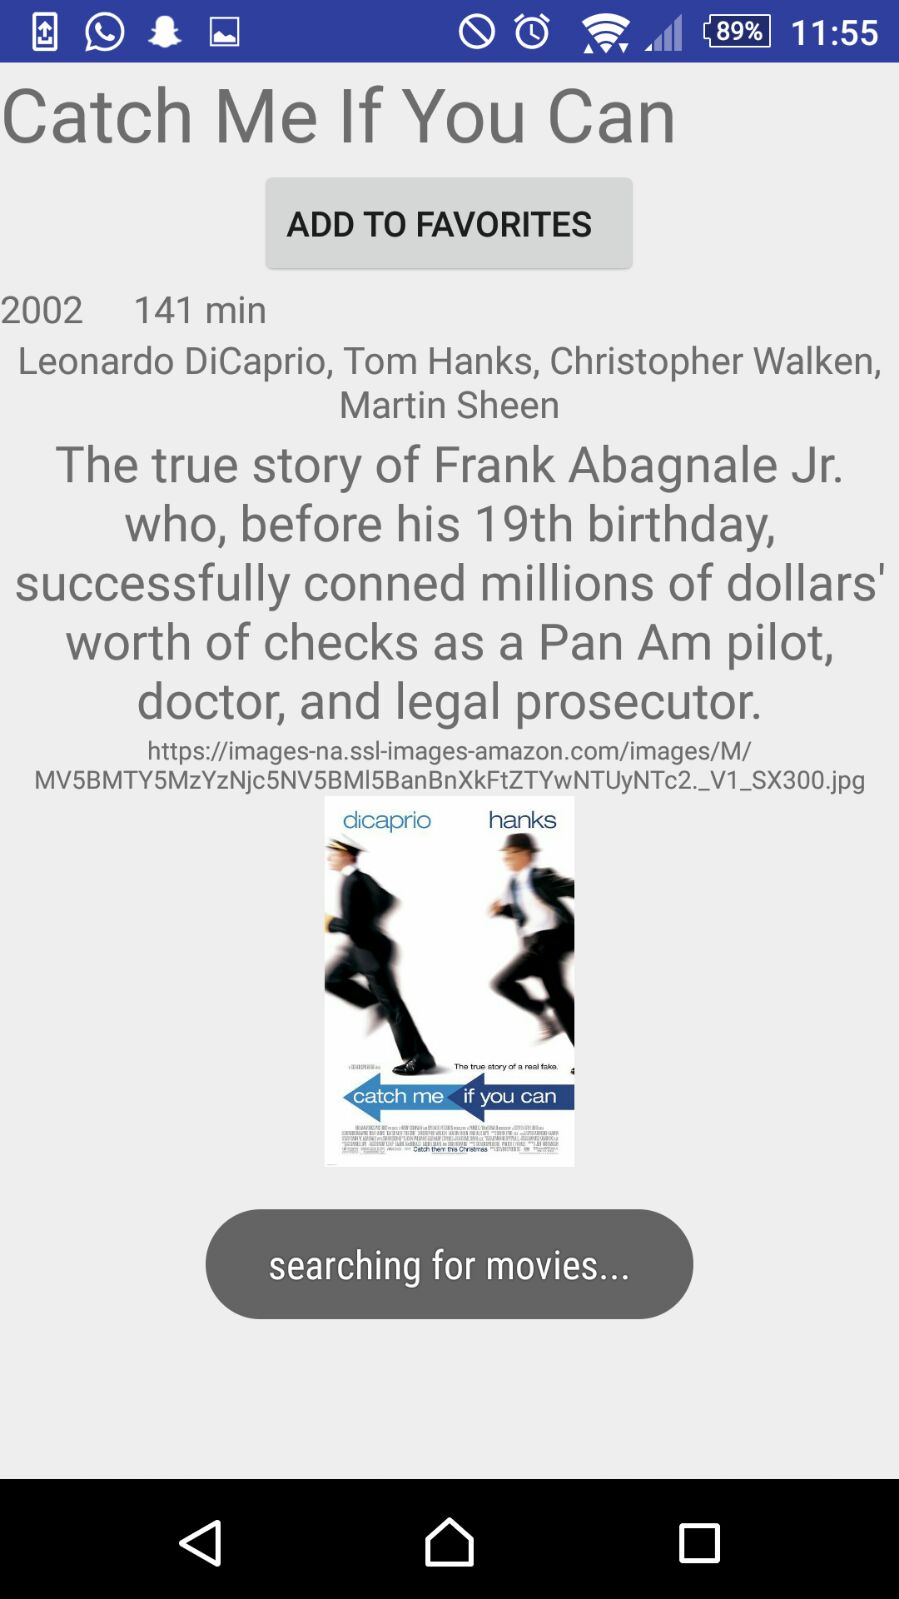 89% 11:55
Catch Me If You Can
ADD TO FAVORITES
2002 141 min
Leonardo DiCaprio, Tom Hanks, Christopher Walken,
Martin Sheen
The true story of Frank Abagnale Jr.
who, before his 19th birthday,
successfully conned millions of dollars'
worth of checks as a Pan Am pilot,
doctor, and legal prosecutor.
https://images-na.ssl-images-amazon.com/images/M/
MV5BMTY5MzYzNjc5NV5BMl5BanBnXkFtZTYwNTUyNTc2._V1_SX300.jpg
dicaprio hanks
The true story of a real fake.
catch me if you can
Catch them this Christmas
searching for movies...